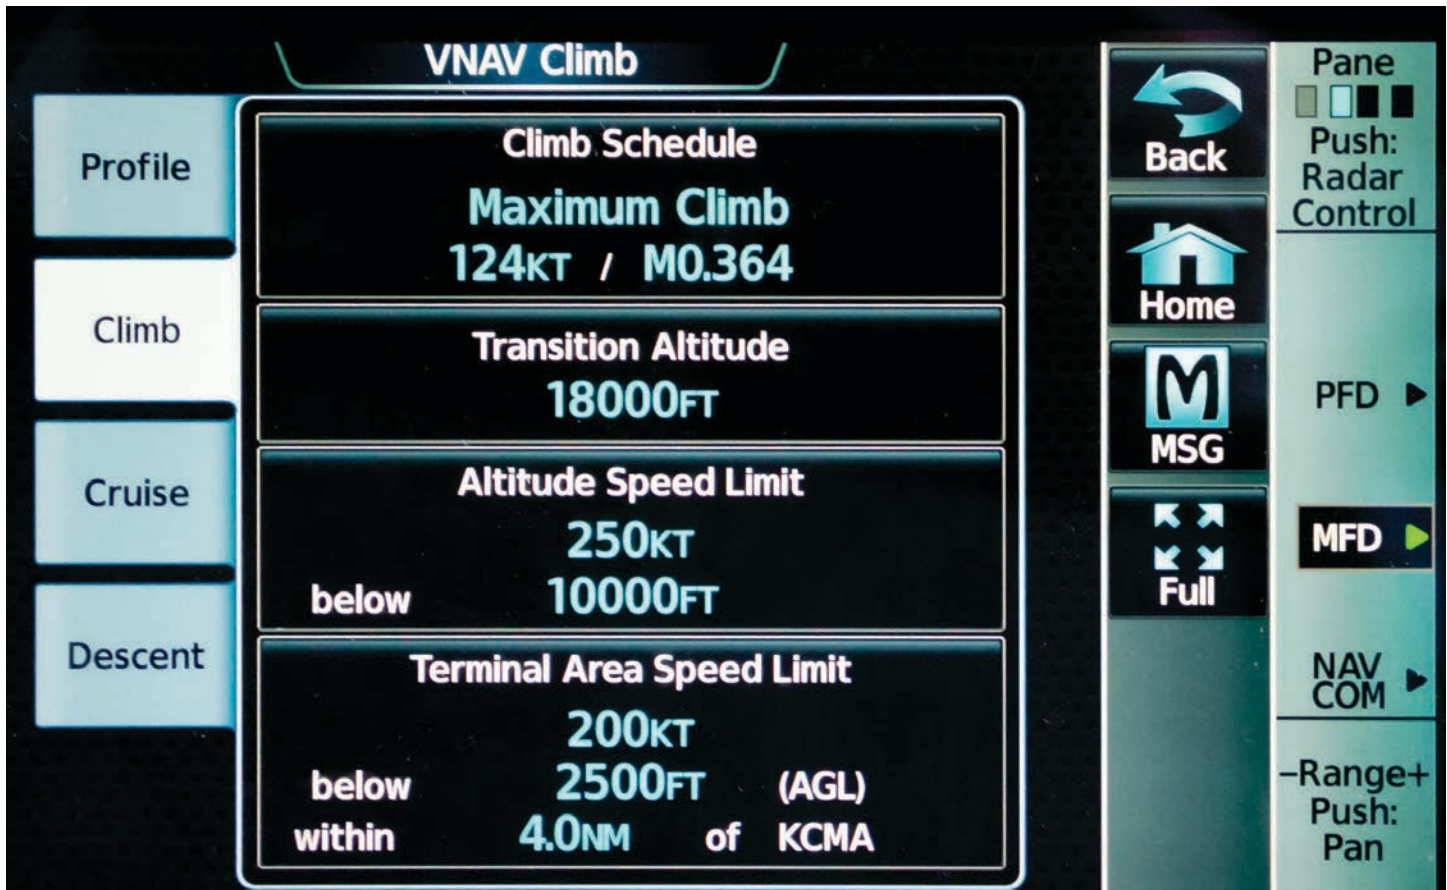 VNAV Climb
Profile
Climb
Cruise
Descent
Climb Schedule
Maximum Climb
124KT / M0.364
Transition Altitude
18000FT
Altitude Speed Limit
250KT
below 10000FT
Terminal Area Speed Limit
200KT
below 2500FT (AGL)
within 4.0NM of KCMA
Back
Home
MSG
Full
Pane
Push:
Radar
Control
PFD
MFD
NAV
COM
-Range+
Push:
Pan